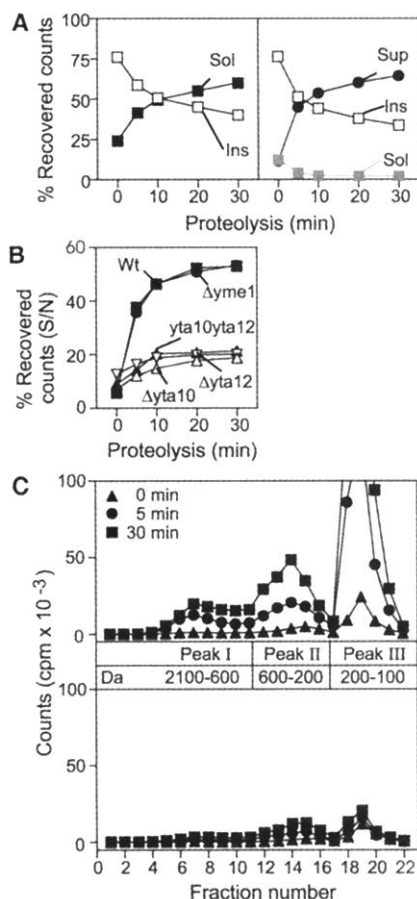 A
% Recovered counts
100
75
50
25
0
Sol
Ins
Sup
Ins
Sol
0 10 20 30 0 10 20 30
Proteolysis (min)
B
% Recovered
counts (S/N)
60
40
20
0
Wt
Δyme1
yta10yta12
Δyta12
Δyta10
0 10 20 30
Proteolysis (min)
C
Counts (cpm x 10⁻³)
100
50
0
▲ 0 min
● 5 min
■ 30 min
Peak I Peak II Peak III
Da 2100-600 600-200 200-100
100
50
0
0 2 4 6 8 10 12 14 16 18 20 22
Fraction number